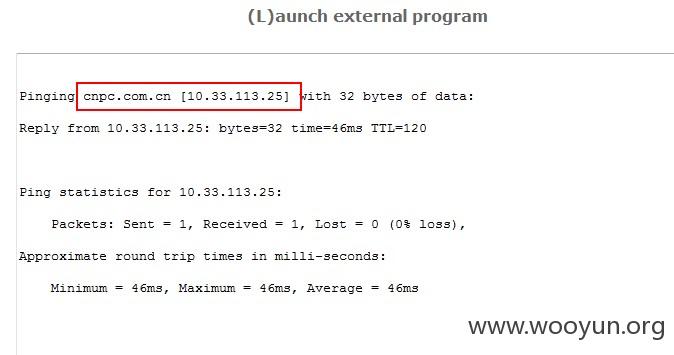 (L)aunch external program
Pinging cnpc.com.cn [10.33.113.25] with 32 bytes of data:
Reply from 10.33.113.25: bytes=32 time=46ms TTL=120
Ping statistics for 10.33.113.25:
Packets: Sent = 1, Received = 1, Lost = 0 (0% loss),
Approximate round trip times in milli-seconds:
Minimum = 46ms, Maximum = 46ms, Average = 46ms
www.wooyun.org